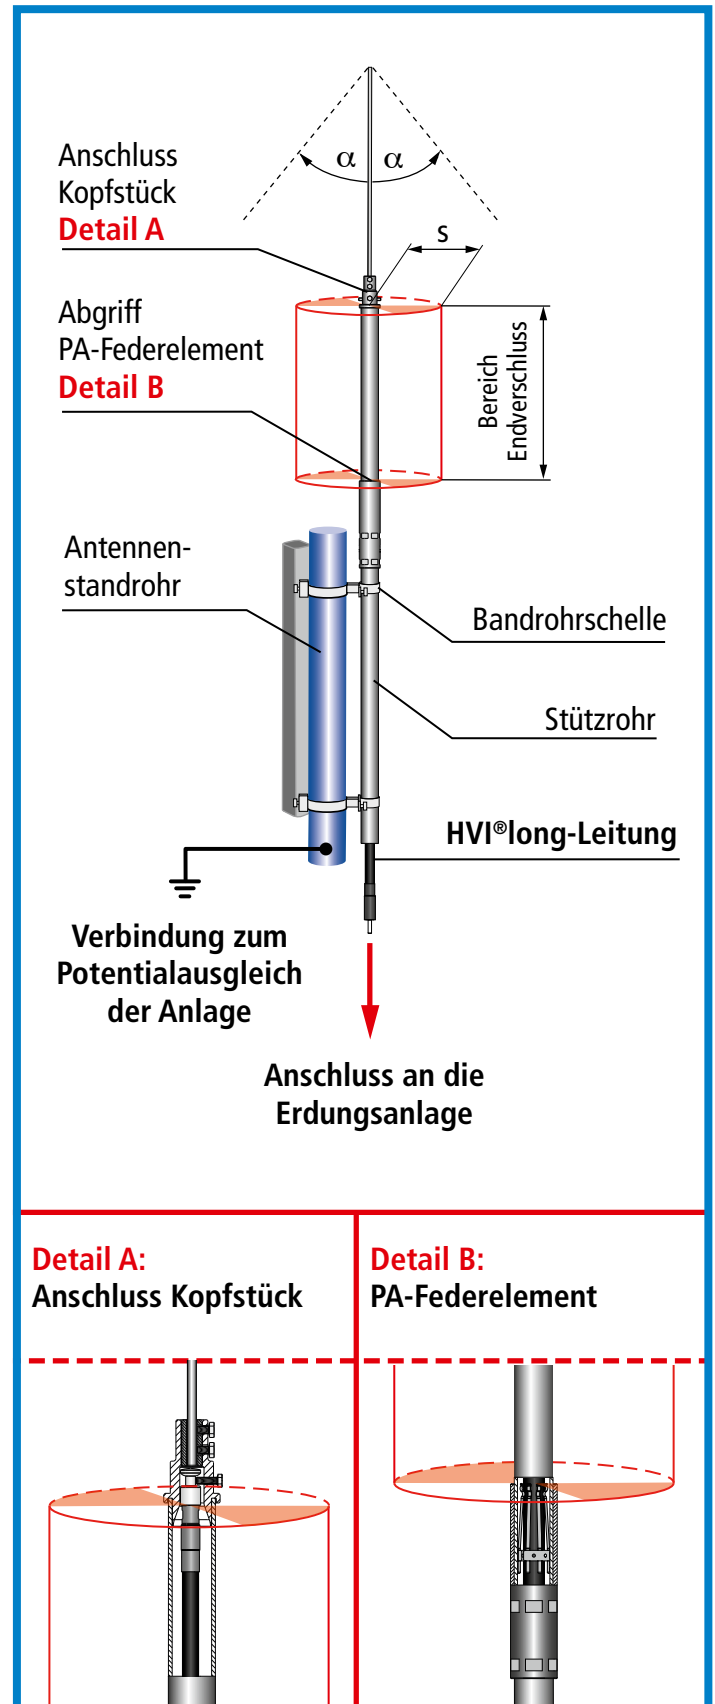 α α
Anschluss
Kopfstück
Detail A
s
Abgriff
PA-Federelement
Detail B
Bereich
Endverschluss
Antennen-
standrohr
Bandrohrschelle
Stützrohr
HVI®long-Leitung
Verbindung zum
Potentialausgleich
der Anlage
Anschluss an die
Erdungsanlage
Detail A:
Anschluss Kopfstück
Detail B:
PA-Federelement